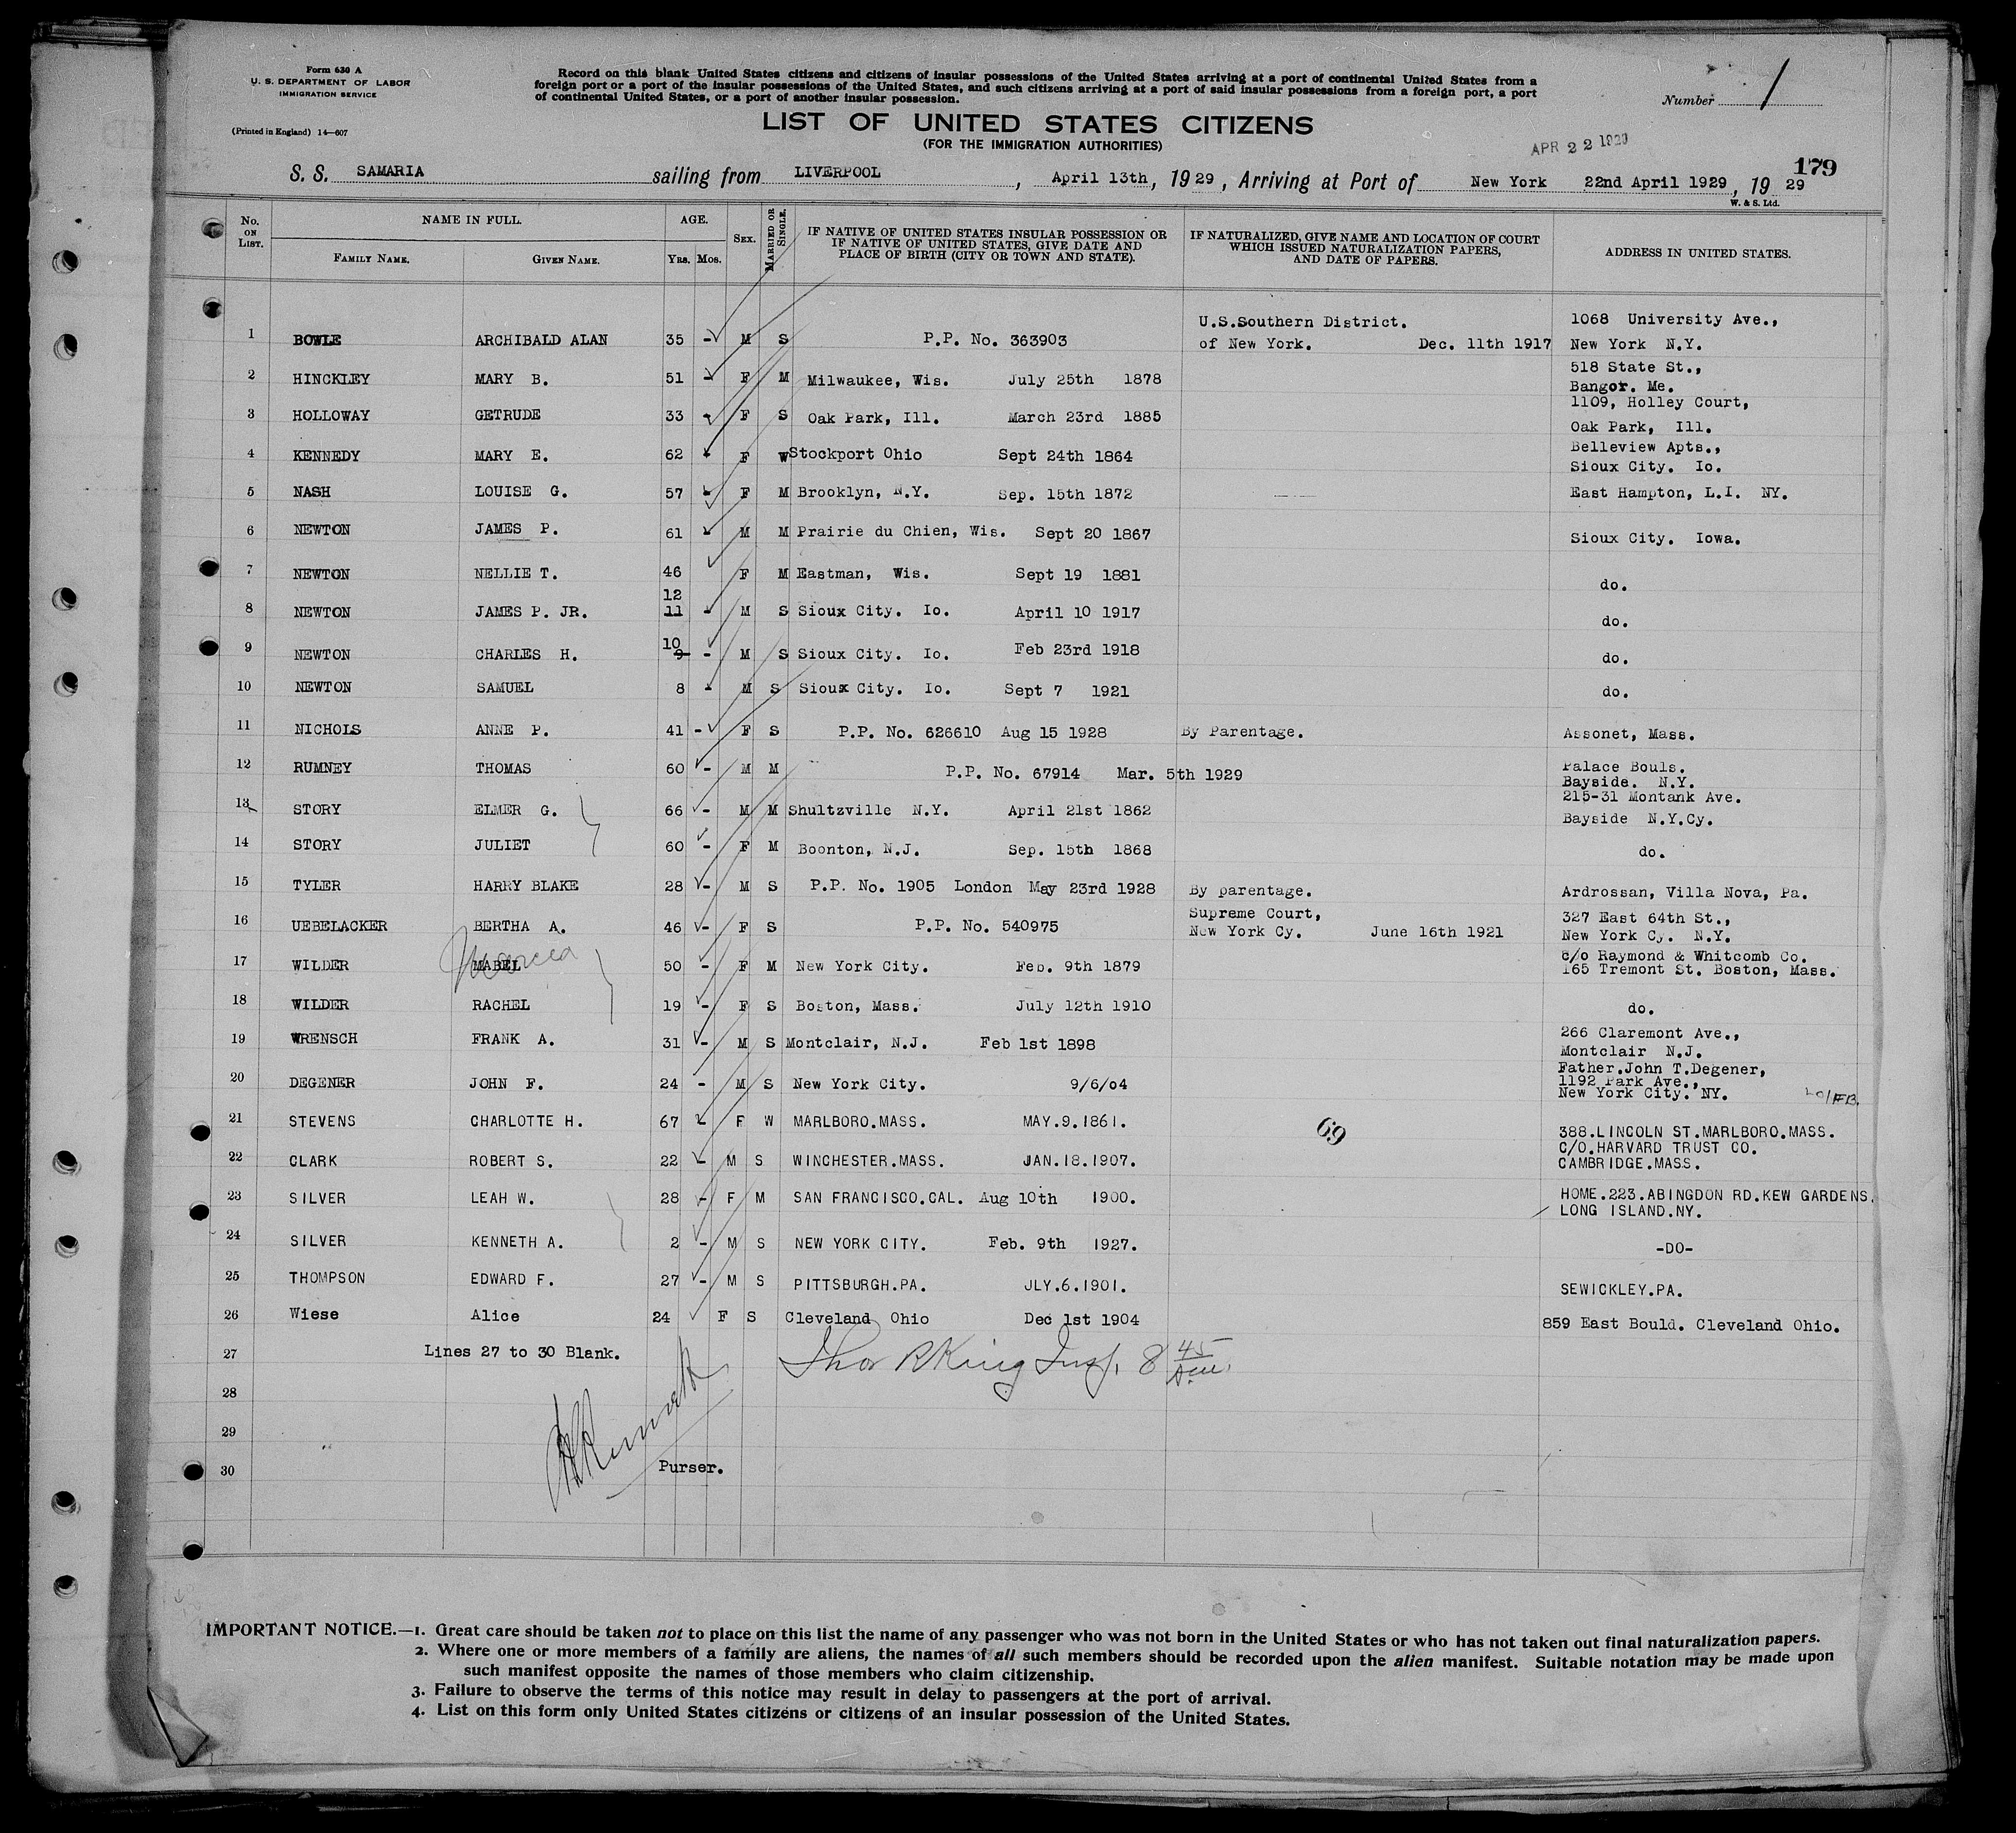 Form 630 A
U. S. DEPARTMENT OF LABOR
IMMIGRATION SERVICE
(Printed in England) 14—607
Record on this blank United States citizens and citizens of insular possessions of the United States arriving at a port of continental United States from a
foreign port or a port of the insular possessions of the United States, and such citizens arriving at a port of said insular possessions from a foreign port, a port
of continental United States, or a port of another insular possession.
Number 1
LIST OF UNITED STATES CITIZENS
(FOR THE IMMIGRATION AUTHORITIES)
APR 22 1929
179
S. S. SAMARIA sailing from LIVERPOOL, April 13th, 1929, Arriving at Port of New York 22nd April 1929, 19 29
W. & S. Ltd.
No. ON LIST. NAME IN FULL. AGE. SEX. MARRIED OR SINGLE. IF NATIVE OF UNITED STATES INSULAR POSSESSION OR IF NATIVE OF UNITED STATES, GIVE DATE AND PLACE OF BIRTH (CITY OR TOWN AND STATE). IF NATURALIZED, GIVE NAME AND LOCATION OF COURT WHICH ISSUED NATURALIZATION PAPERS, AND DATE OF PAPERS. ADDRESS IN UNITED STATES.
FAMILY NAME. GIVEN NAME. YRS. MOS.
1 BOWLE ARCHIBALD ALAN 35 - M S P.P. No. 363903 U.S.Southern District. of New York. Dec. 11th 1917 1068 University Ave., New York N.Y.
2 HINCKLEY MARY B. 51 - F M Milwaukee, Wis. July 25th 1878 518 State St., Bangor. Me.
3 HOLLOWAY GETRUDE 33 - F S Oak Park, Ill. March 23rd 1885 1109, Holley Court, Oak Park, Ill.
4 KENNEDY MARY E. 62 - F W Stockport Ohio Sept 24th 1864 Belleview Apts., Sioux City. Io.
5 NASH LOUISE G. 57 - F M Brooklyn, N.Y. Sep. 15th 1872 East Hampton, L.I. NY.
6 NEWTON JAMES P. 61 - M M Prairie du Chien, Wis. Sept 20 1867 Sioux City. Iowa.
7 NEWTON NELLIE T. 46 F M Eastman, Wis. Sept 19 1881 do.
8 NEWTON JAMES P. JR. 12 11 - M S Sioux City. Io. April 10 1917 do.
9 NEWTON CHARLES H. 10 9 - M S Sioux City. Io. Feb 23rd 1918 do.
10 NEWTON SAMUEL 8 - M S Sioux City. Io. Sept 7 1921 do.
11 NICHOLS ANNE P. 41 - F S P.P. No. 626610 Aug 15 1928 By Parentage. Assonet, Mass.
12 RUMNEY THOMAS 60 - M M P.P. No. 67914 Mar. 5th 1929 Palace Bouls. Bayside. N.Y.
13 STORY ELMER G. 66 - M M Shultzville N.Y. April 21st 1862 215-31 Montank Ave. Bayside N.Y.Cy.
14 STORY JULIET 60 - F M Boonton, N.J. Sep. 15th 1868 do.
15 TYLER HARRY BLAKE 28 - M S P.P. No. 1905 London May 23rd 1928 By parentage. Ardrossan, Villa Nova, Pa.
16 UEBELACKER BERTHA A. 46 - F S P.P. No. 540975 Supreme Court, New York Cy. June 16th 1921 327 East 64th St., New York Cy. N.Y.
17 WILDER MABEL 50 - F M New York City. Feb. 9th 1879 c/o Raymond & Whitcomb Co. 165 Tremont St. Boston, Mass.
18 WILDER RACHEL 19 - F S Boston, Mass. July 12th 1910 do.
19 WRENSCH FRANK A. 31 - M S Montclair, N.J. Feb 1st 1898 266 Claremont Ave., Montclair N.J.
20 DEGENER JOHN F. 24 - M S New York City. 9/6/04 Father.John T.Degener, 1192 Park Ave., New York City. NY.
21 STEVENS CHARLOTTE H. 67 - F W MARLBORO.MASS. MAY.9.1861. 69 388.LINCOLN ST.MARLBORO.MASS.
22 CLARK ROBERT S. 22 - M S WINCHESTER.MASS. JAN.18.1907. C/O.HARVARD TRUST CO. CAMBRIDGE.MASS.
23 SILVER LEAH W. 28 - F M SAN FRANCISCO.CAL. Aug 10th 1900. HOME.223.ABINGDON RD.KEW GARDENS. LONG ISLAND.NY.
24 SILVER KENNETH A. 2 - M S NEW YORK CITY. Feb. 9th 1927. -DO-
25 THOMPSON EDWARD F. 27 - M S PITTSBURGH.PA. JLY.6.1901. SEWICKLEY.PA.
26 Wiese Alice 24 F S Cleveland Ohio Dec 1st 1904 859 East Bould. Cleveland Ohio.
27 Lines 27 to 30 Blank. Thos R King Insp. 8 45 Am.
28
29
30 Purser.
IMPORTANT NOTICE.—1. Great care should be taken not to place on this list the name of any passenger who was not born in the United States or who has not taken out final naturalization papers.
2. Where one or more members of a family are aliens, the names of all such members should be recorded upon the alien manifest. Suitable notation may be made upon
such manifest opposite the names of those members who claim citizenship.
3. Failure to observe the terms of this notice may result in delay to passengers at the port of arrival.
4. List on this form only United States citizens or citizens of an insular possession of the United States.